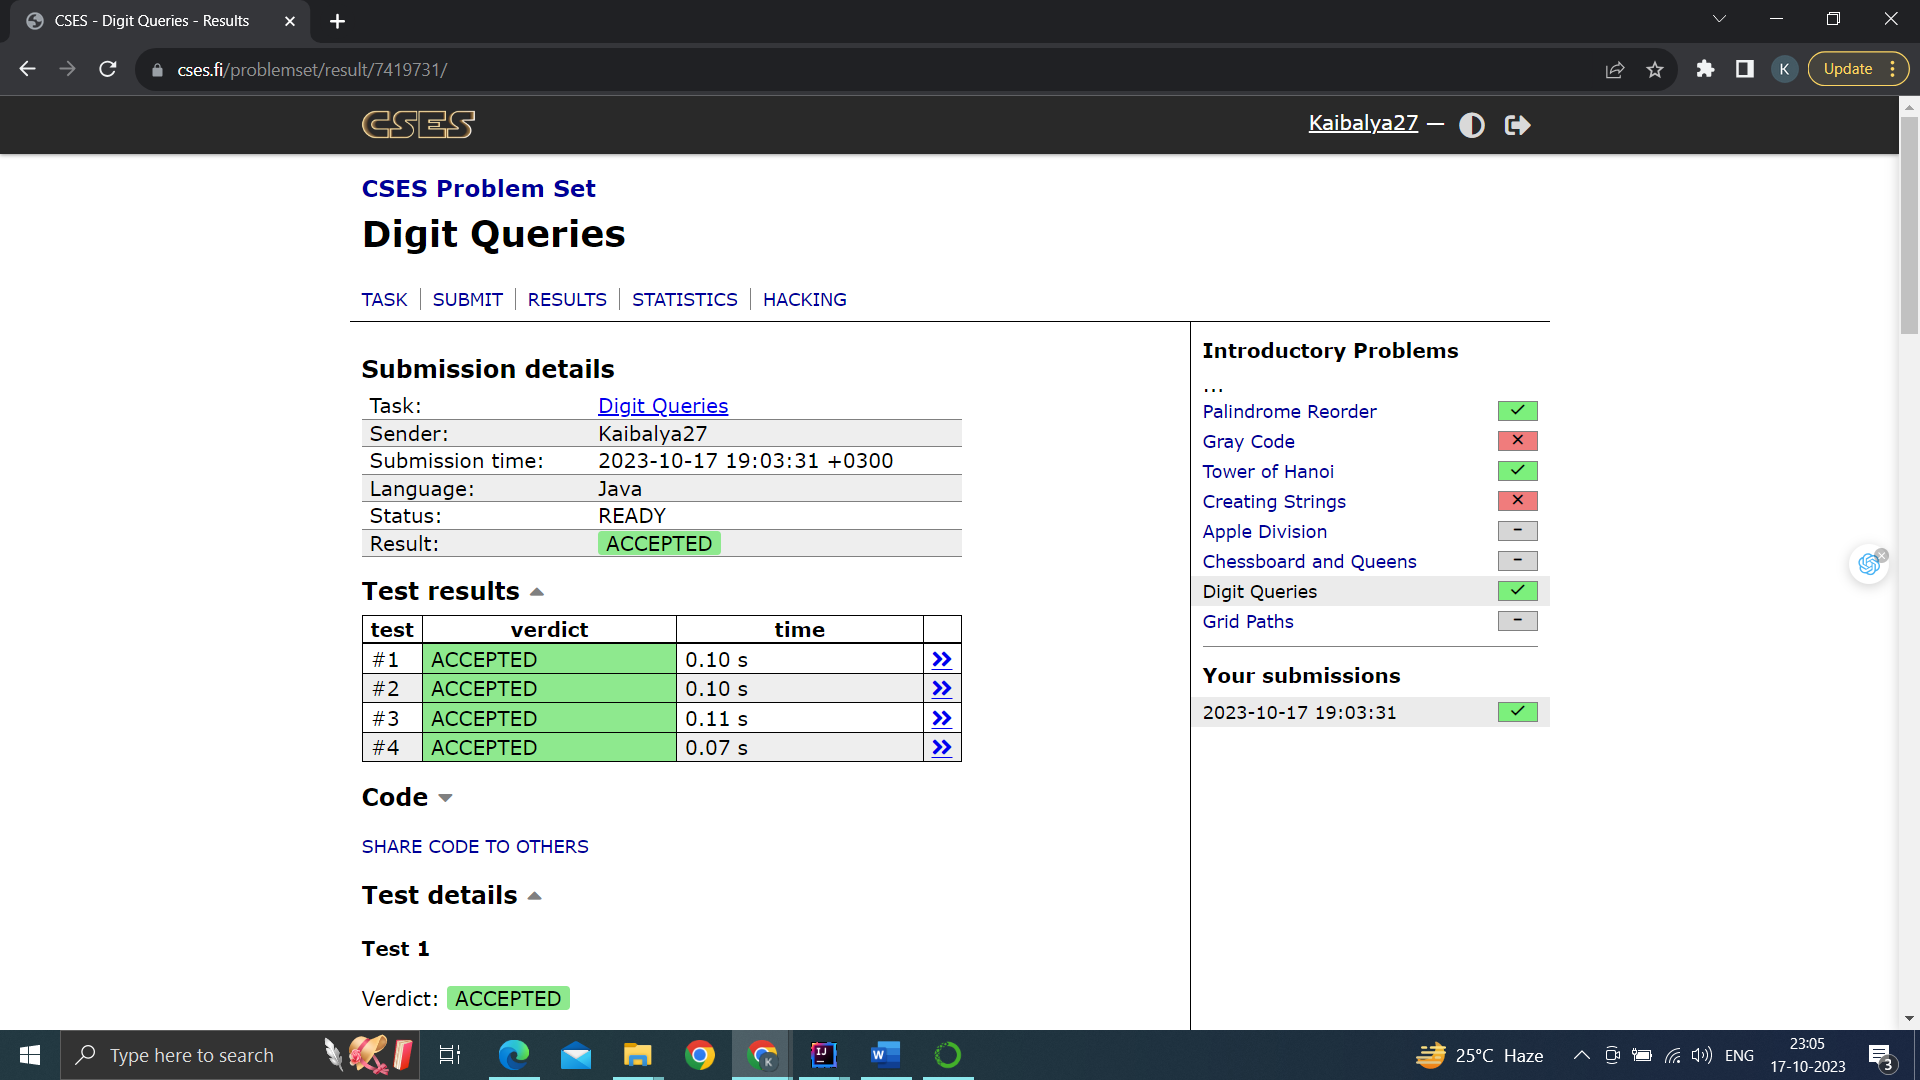 CSES - Digit Queries - Results
cses.fi/problemset/result/7419731/
K
Update
CSES
Kaibalya27 —
CSES Problem Set
Digit Queries
TASK SUBMIT RESULTS STATISTICS HACKING
Submission details
Task: Digit Queries
Sender: Kaibalya27
Submission time: 2023-10-17 19:03:31 +0300
Language: Java
Status: READY
Result: ACCEPTED
Test results
test verdict time
#1 ACCEPTED 0.10 s »
#2 ACCEPTED 0.10 s »
#3 ACCEPTED 0.11 s »
#4 ACCEPTED 0.07 s »
Code
SHARE CODE TO OTHERS
Test details
Test 1
Verdict: ACCEPTED
Introductory Problems
...
Palindrome Reorder
Gray Code
Tower of Hanoi
Creating Strings
Apple Division –
Chessboard and Queens –
Digit Queries
Grid Paths –
Your submissions
2023-10-17 19:03:31
Type here to search
K
IJ
W
25°C Haze
ENG
23:05
17-10-2023
3